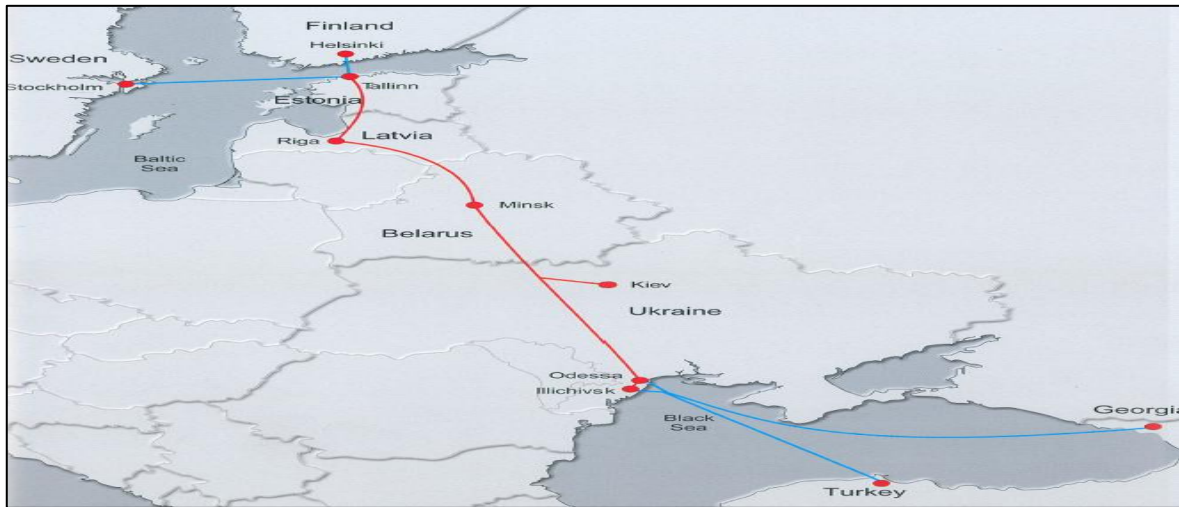 Finland
Helsinki
Sweden
Stockholm
Tallinn
Estonia
Riga
Latvia
Baltic
Sea
Minsk
Belarus
Kiev
Ukraine
Odessa
Illichivsk
Black
Sea
Georgia
Turkey